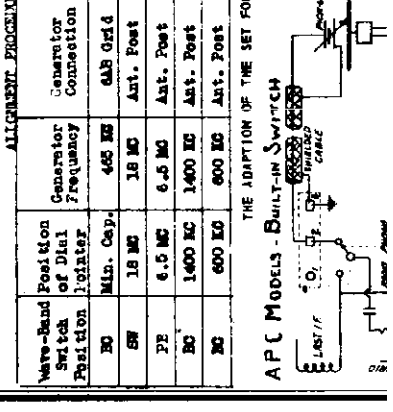 ALIGNMENT PROCEDU
Wave-Band Switch Position | Position of Dial Pointer | Generator Frequency | Generator Connection
BC | Min. Cap. | 465 KC | 6A8 Grid
SW | 18 MC | 18 MC | Ant. Post
PB | 6.5 MC | 6.5 MC | Ant. Post
BC | 1400 KC | 1400 KC | Ant. Post
BC | 600 KC | 600 KC | Ant. Post
THE ADAPTION OF THE SET FO
APC MODELS - BUILT-IN SWITCH
LAST I.F.
SHIELDED
CABLE